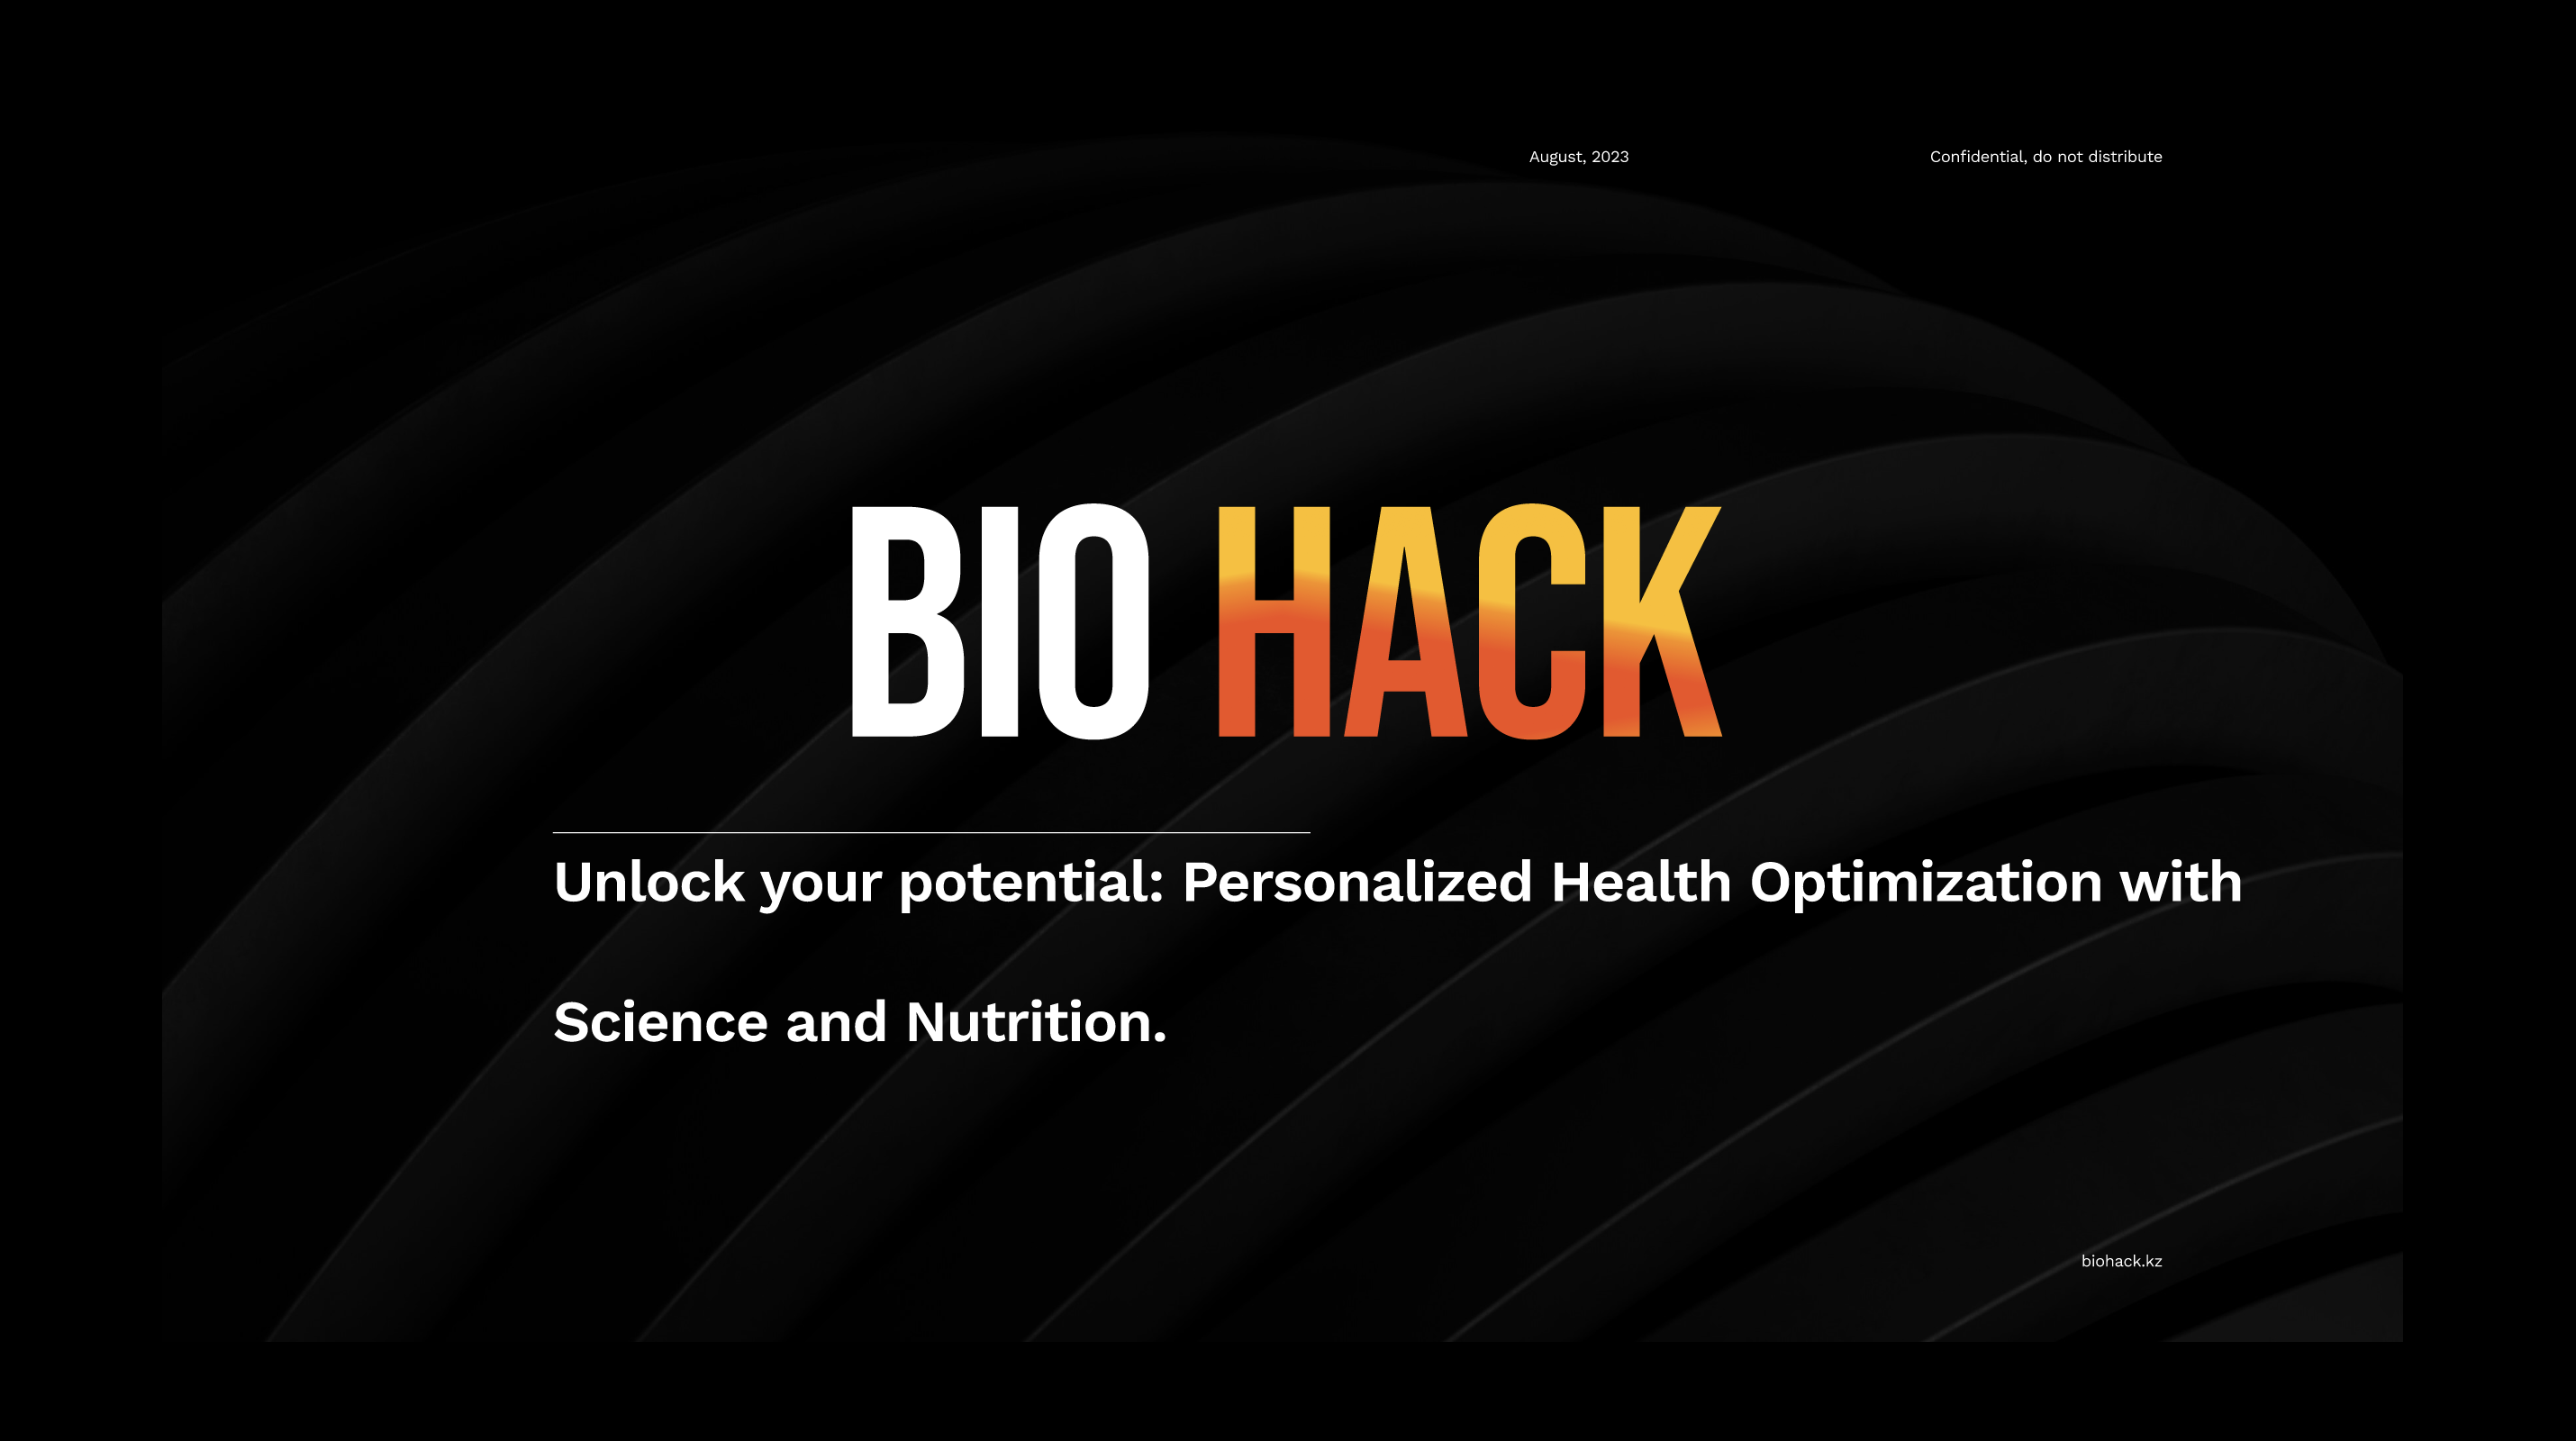 August, 2023
Confidential, do not distribute
BIO HACK
Unlock your potential: Personalized Health Optimization with
Science and Nutrition.
biohack.kz